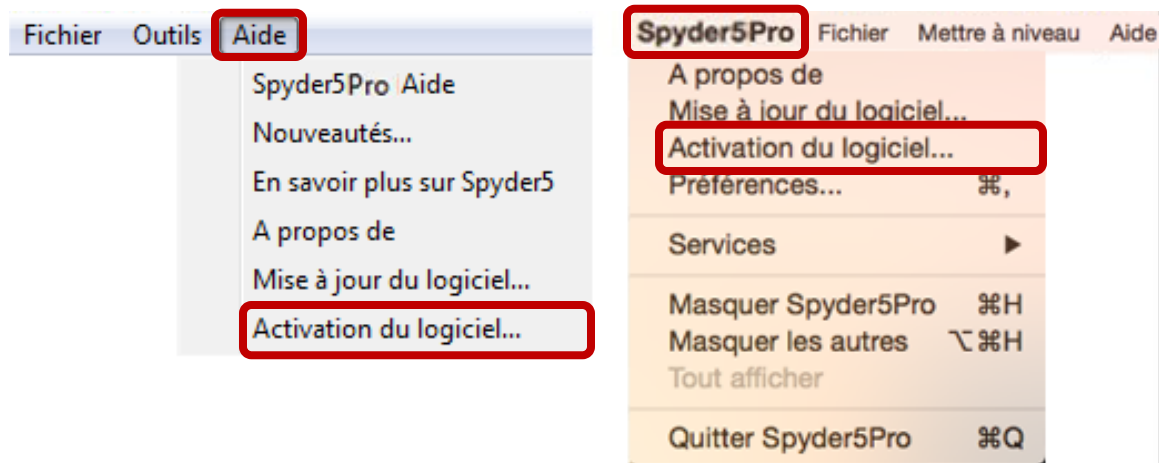 Fichier Outils Aide
Spyder5Pro Aide
Nouveautés...
En savoir plus sur Spyder5
A propos de
Mise à jour du logiciel...
Activation du logiciel...
Spyder5Pro Fichier Mettre à niveau Aide
A propos de
Mise à jour du logiciel...
Activation du logiciel...
Préférences... ⌘,
Services ▶
Masquer Spyder5Pro ⌘H
Masquer les autres ⌥⌘H
Tout afficher
Quitter Spyder5Pro ⌘Q